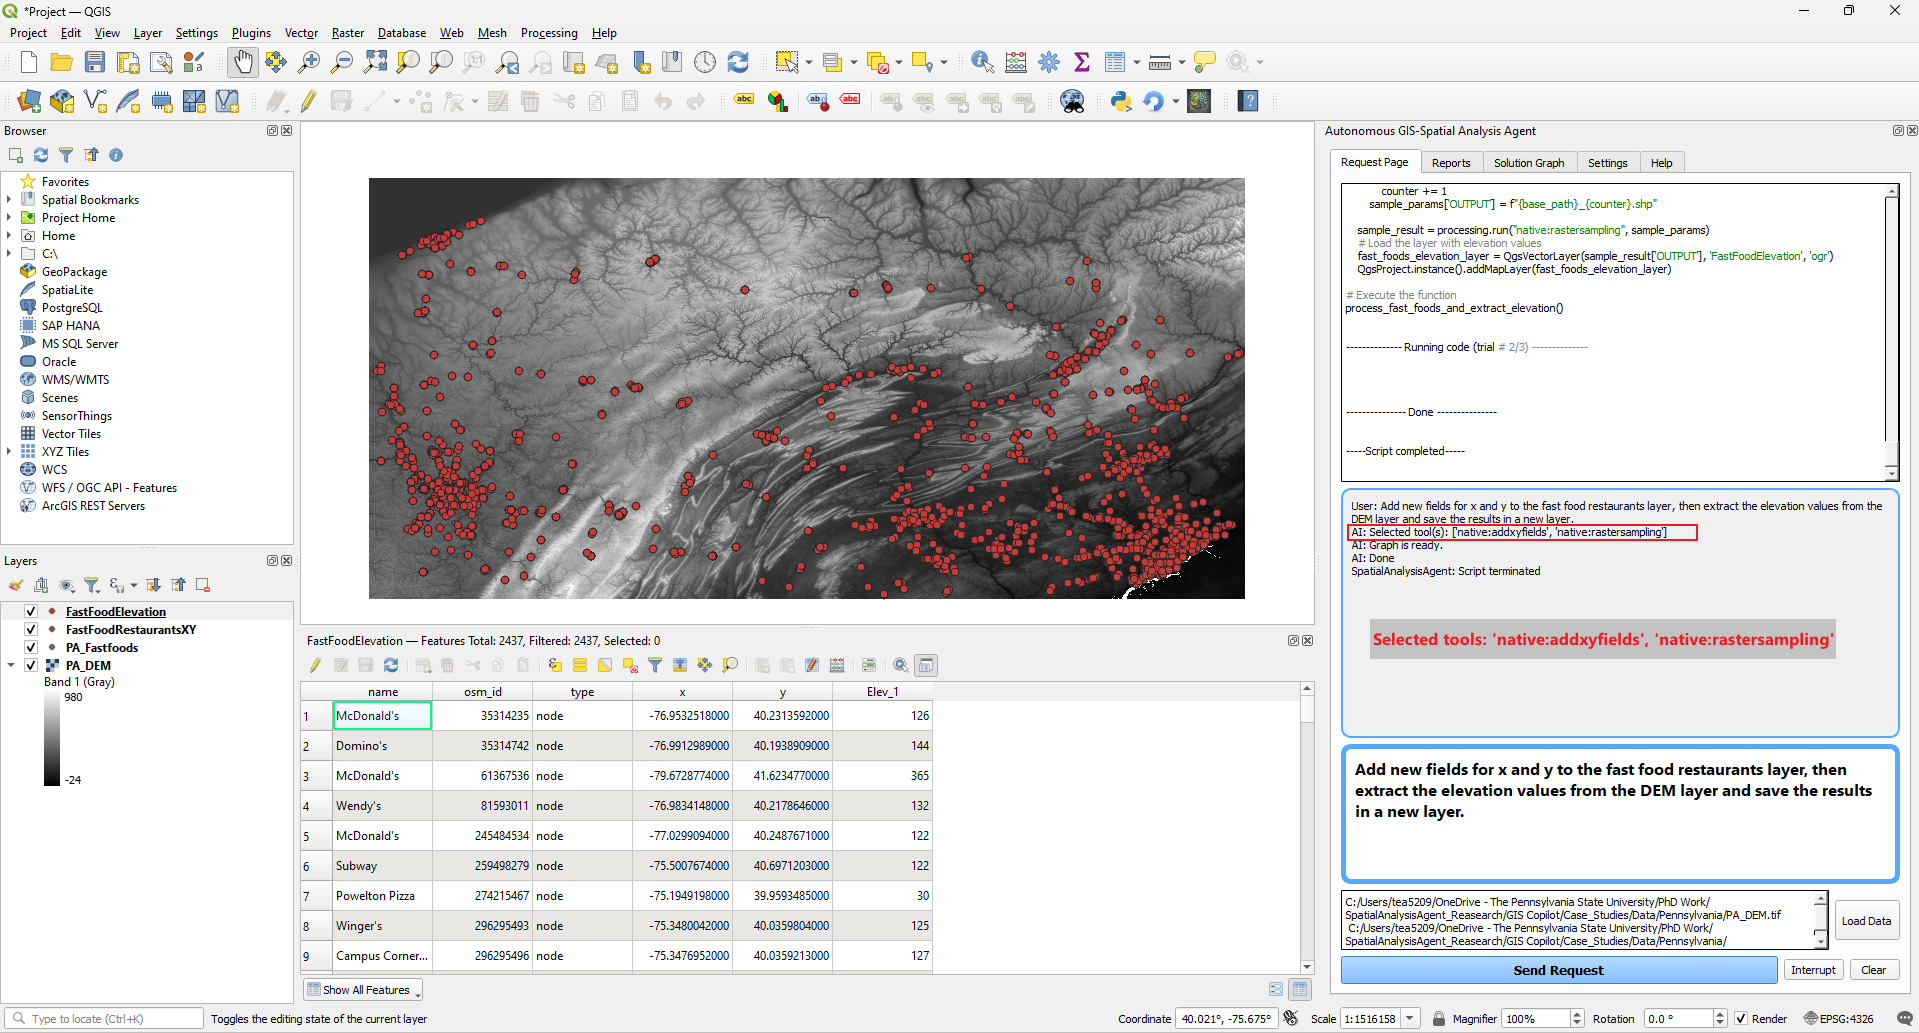 *Project — QGIS
Project Edit View Layer Settings Plugins Vector Raster Database Web Mesh Processing Help
Browser
Favorites
Spatial Bookmarks
Project Home
Home
C:\
GeoPackage
SpatiaLite
PostgreSQL
SAP HANA
MS SQL Server
Oracle
WMS/WMTS
Scenes
SensorThings
Vector Tiles
XYZ Tiles
WCS
WFS / OGC API - Features
ArcGIS REST Servers
Layers
FastFoodElevation
FastFoodRestaurantsXY
PA_Fastfoods
PA_DEM
Band 1 (Gray)
980
-24
FastFoodElevation — Features Total: 2437, Filtered: 2437, Selected: 0
name osm_id type x y Elev_1
1 McDonald's 35314235 node -76.9532518000 40.2313592000 126
2 Domino's 35314742 node -76.9912989000 40.1938909000 144
3 McDonald's 61367536 node -79.6728774000 41.6234770000 365
4 Wendy's 81593011 node -76.9834148000 40.2178646000 132
5 McDonald's 245484534 node -77.0299094000 40.2487671000 122
6 Subway 259498279 node -75.5007674000 40.6971203000 122
7 Powelton Pizza 274215467 node -75.1949198000 39.9593485000 30
8 Winger's 296295493 node -75.3480042000 40.0359804000 125
9 Campus Corner... 296295496 node -75.3476952000 40.0359213000 127
Show All Features
Autonomous GIS-Spatial Analysis Agent
Request Page Reports Solution Graph Settings Help
counter += 1
sample_params['OUTPUT'] = f"{base_path}_{counter}.shp"
sample_result = processing.run("native:rastersampling", sample_params)
# Load the layer with elevation values
fast_foods_elevation_layer = QgsVectorLayer(sample_result['OUTPUT'], 'FastFoodElevation', 'ogr')
QgsProject.instance().addMapLayer(fast_foods_elevation_layer)
# Execute the function
process_fast_foods_and_extract_elevation()
--------------- Running code (trial # 2/3) ---------------
--------------- Done ---------------
-----Script completed-----
User: Add new fields for x and y to the fast food restaurants layer, then extract the elevation values from the
DEM layer and save the results in a new layer.
AI: Selected tool(s): ['native:addxyfields', 'native:rastersampling']
AI: Graph is ready.
AI: Done
SpatialAnalysisAgent: Script terminated
Selected tools: 'native:addxyfields', 'native:rastersampling'
Add new fields for x and y to the fast food restaurants layer, then
extract the elevation values from the DEM layer and save the results
in a new layer.
C:/Users/tea5209/OneDrive - The Pennsylvania State University/PhD Work/
SpatialAnalysisAgent_Reasearch/GIS Copilot/Case_Studies/Data/Pennsylvania/PA_DEM.tif
C:/Users/tea5209/OneDrive - The Pennsylvania State University/PhD Work/
SpatialAnalysisAgent_Reasearch/GIS Copilot/Case_Studies/Data/Pennsylvania/
Load Data
Send Request Interrupt Clear
Type to locate (Ctrl+K) Toggles the editing state of the current layer Coordinate 40.021°, -75.675° Scale 1:1516158 Magnifier 100% Rotation 0.0 ° Render EPSG:4326